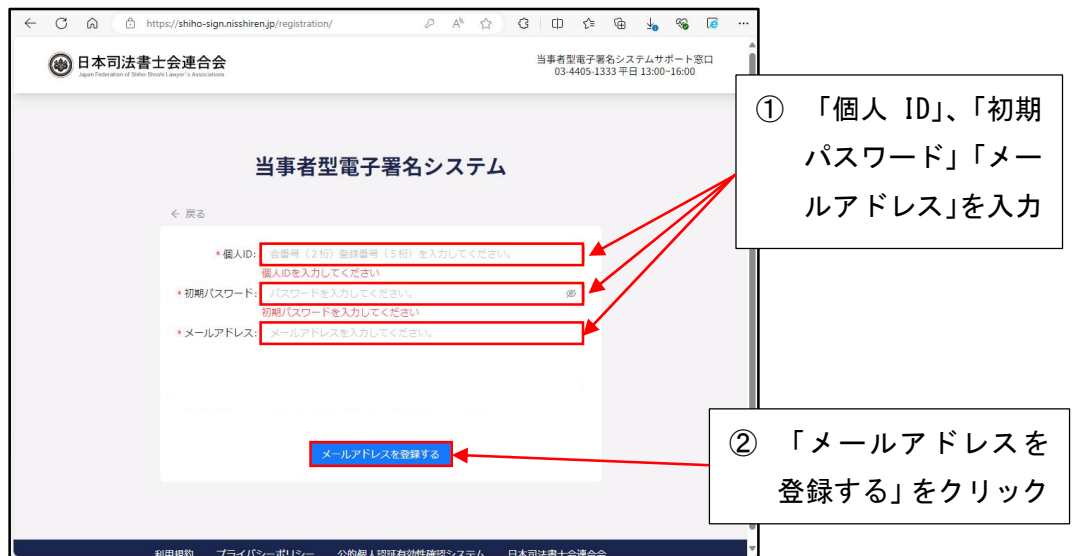 https://shiho-sign.nisshiren.jp/registration/
日本司法書士会連合会
Japan Federation of Shiho-Shoshi Lawyer's Associations
当事者型電子署名システムサポート窓口
03-4405-1333 平日 13:00~16:00
当事者型電子署名システム
← 戻る
* 個人ID: 会番号（2桁）登録番号（5桁）を入力してください。
個人IDを入力してください
* 初期パスワード: パスワードを入力してください。
初期パスワードを入力してください
* メールアドレス: メールアドレスを入力してください。
メールアドレスを登録する
利用規約 プライバシーポリシー 公的個人認証有効性確認システム 日本司法書士会連合会
① 「個人 ID」、「初期
パスワード」「メー
ルアドレス」を入力
② 「メールアドレスを
登録する」をクリック